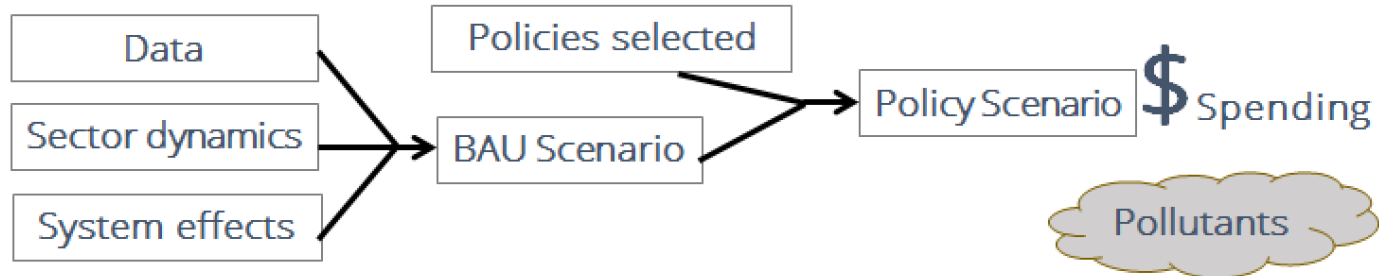 Data
Sector dynamics
System effects
Policies selected
BAU Scenario
Policy Scenario
$ Spending
Pollutants